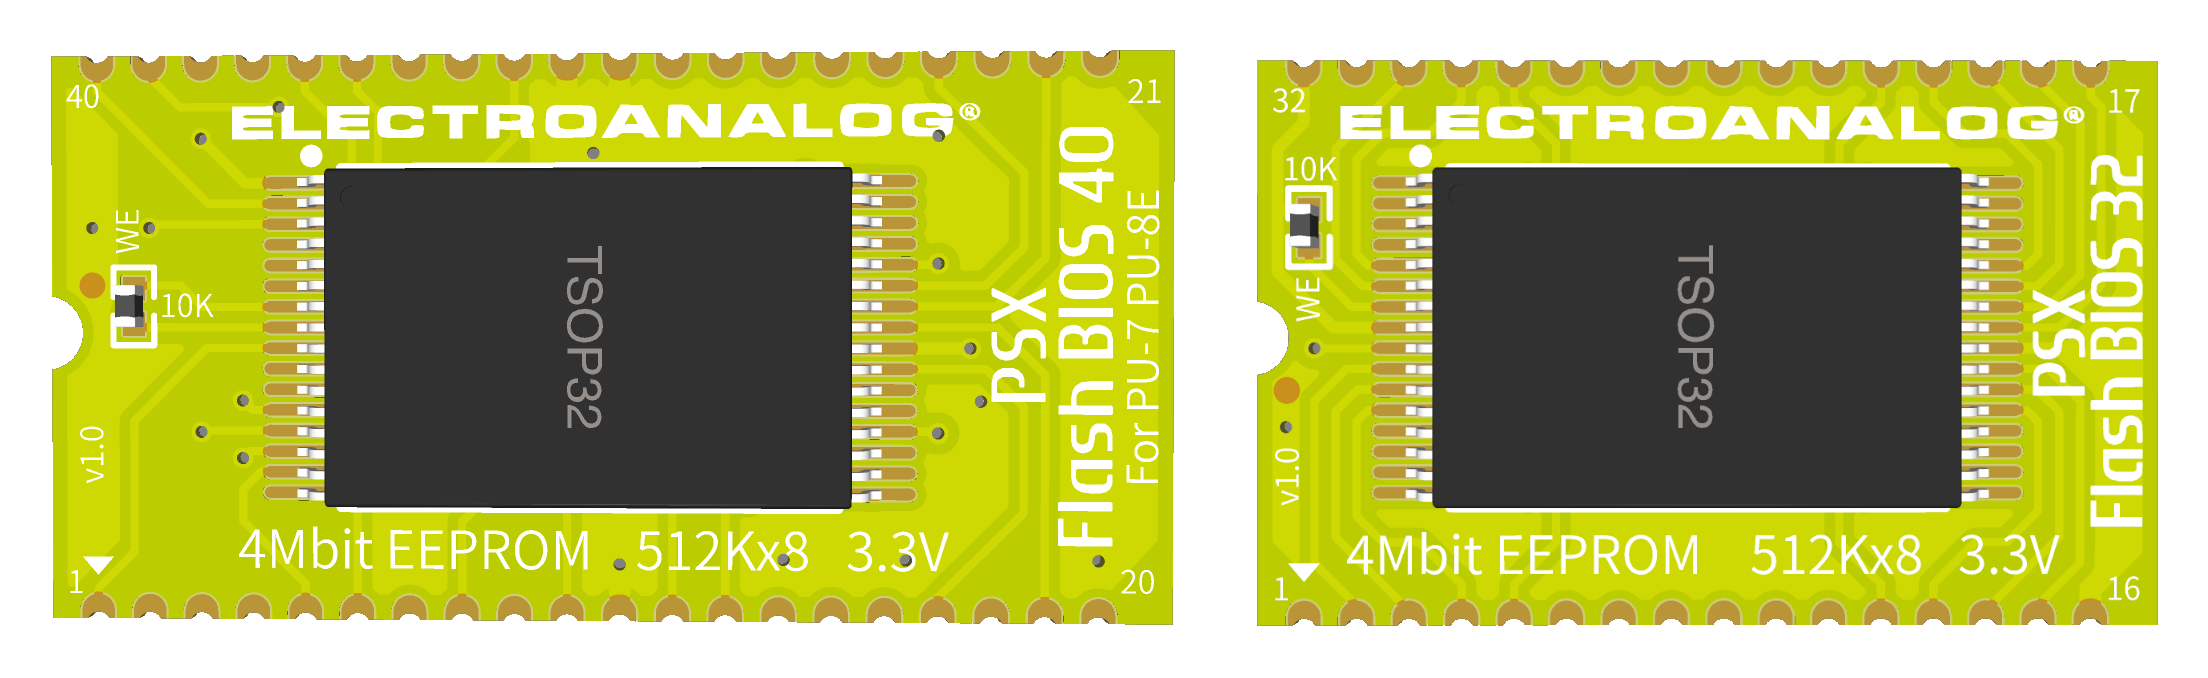 40
21
ELECTROANALOG®
WE
10K
TSOP32
PSX
Flash BIOS 40
For PU-7 PU-8E
v1.0
4Mbit EEPROM 512Kx8 3.3V
1
20
32
17
ELECTROANALOG®
10K
WE
TSOP32
PSX
Flash BIOS 32
v1.0
4Mbit EEPROM 512Kx8 3.3V
1
16